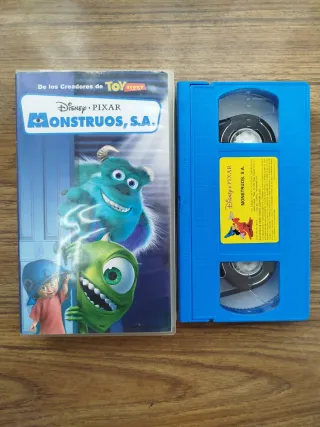 De los Creadores de TOY STORY
DISNEY · PIXAR
MONSTRUOS, S.A.
DISNEY · PIXAR
MONSTRUOS, S.A.